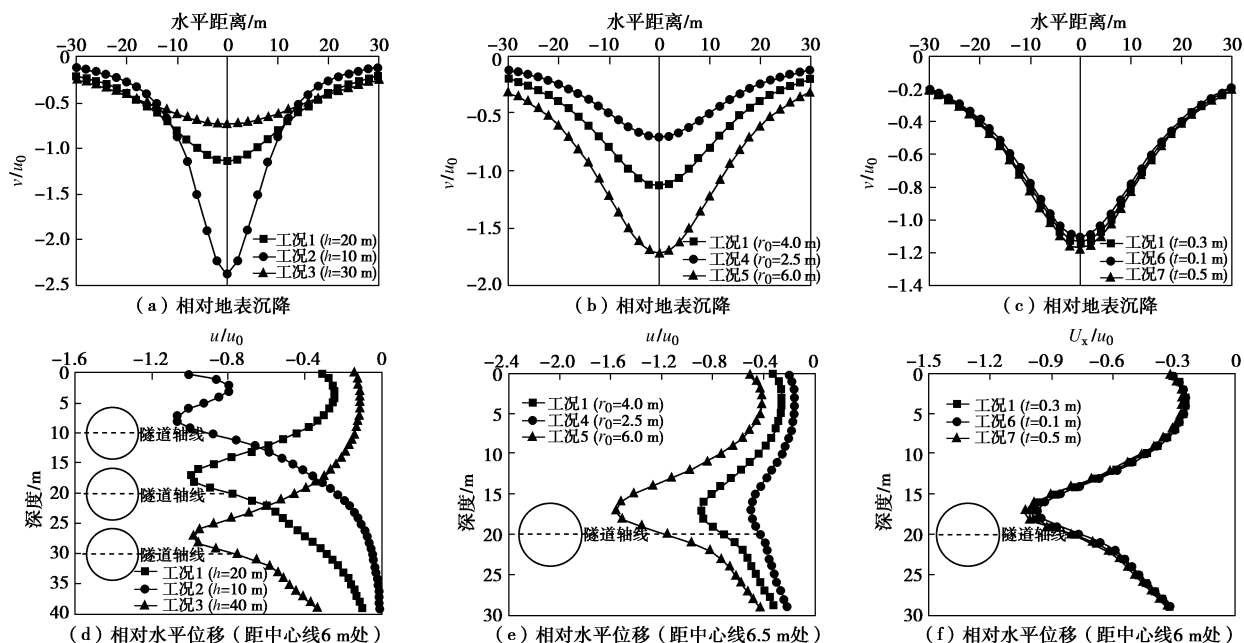 水平距离/m
-30 -20 -10 0 10 20 30
0
-0.5
-1.0
-1.5
-2.0
-2.5
v/u0
工况1 (h=20 m)
工况2 (h=10 m)
工况3 (h=30 m)
(a)相对地表沉降
水平距离/m
-30 -20 -10 0 10 20 30
0
-0.5
-1.0
-1.5
-2.0
v/u0
工况1 (r0=4.0 m)
工况4 (r0=2.5 m)
工况5 (r0=6.0 m)
(b)相对地表沉降
水平距离/m
-30 -20 -10 0 10 20 30
0
-0.2
-0.4
-0.6
-0.8
-1.0
-1.2
-1.4
v/u0
工况1 (t=0.3 m)
工况6 (t=0.1 m)
工况7 (t=0.5 m)
(c)相对地表沉降
u/u0
-1.6 -1.2 -0.8 -0.4 0
0
5
10
15
20
25
30
35
40
深度/m
隧道轴线
隧道轴线
隧道轴线
工况1 (h=20 m)
工况2 (h=10 m)
工况3 (h=40 m)
(d)相对水平位移(距中心线6 m处)
u/u0
-2.4 -2.0 -1.6 -1.2 -0.8 -0.4 0
0
5
10
15
20
25
30
深度/m
工况1 (r0=4.0 m)
工况4 (r0=2.5 m)
工况5 (r0=6.0 m)
隧道轴线
(e)相对水平位移(距中心线6.5 m处)
Ux/u0
-1.5 -1.2 -0.9 -0.6 -0.3 0
0
5
10
15
20
25
30
深度/m
工况1 (t=0.3 m)
工况6 (t=0.1 m)
工况7 (t=0.5 m)
隧道轴线
(f)相对水平位移(距中心线6 m处)